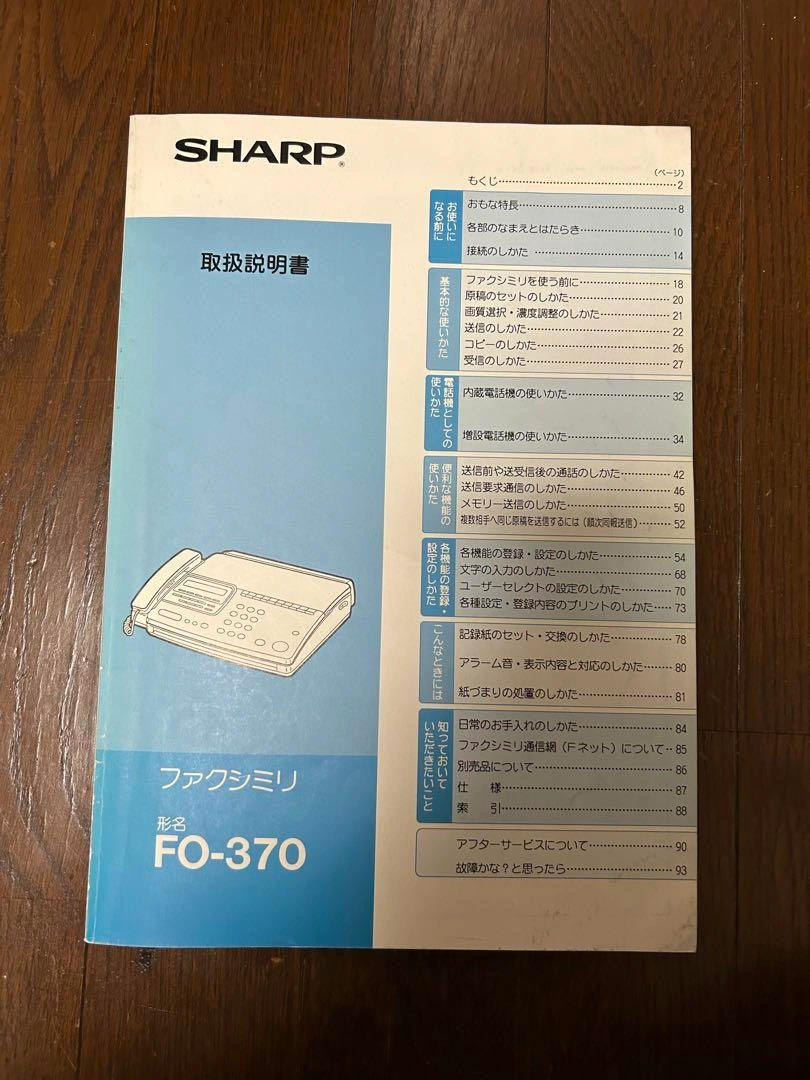 SHARP®
取扱説明書
ファクシミリ
形名
FO-370
(ページ)
もくじ……2
お使いに
なる前に
おもな特長……8
各部のなまえとはたらき……10
接続のしかた……14
基本的な使いかた
ファクシミリを使う前に……18
原稿のセットのしかた……20
画質選択・濃度調整のしかた……21
送信のしかた……22
コピーのしかた……26
受信のしかた……27
電話機としての
使いかた
内蔵電話機の使いかた……32
増設電話機の使いかた……34
便利な機能の
使いかた
送信前や送受信後の通話のしかた……42
送信要求通信のしかた……46
メモリー送信のしかた……50
複数相手へ同じ原稿を送信するには(順次同報送信)……52
各機能の登録・
設定のしかた
各機能の登録・設定のしかた……54
文字の入力のしかた……68
ユーザーセレクトの設定のしかた……70
各種設定・登録内容のプリントのしかた……73
こんなときには
記録紙のセット・交換のしかた……78
アラーム音・表示内容と対応のしかた……80
紙づまりの処置のしかた……81
知っておいて
いただきたいこと
日常のお手入れのしかた……84
ファクシミリ通信網(Fネット)について……85
別売品について……86
仕 様……87
索 引……88
アフターサービスについて……90
故障かな?と思ったら……93